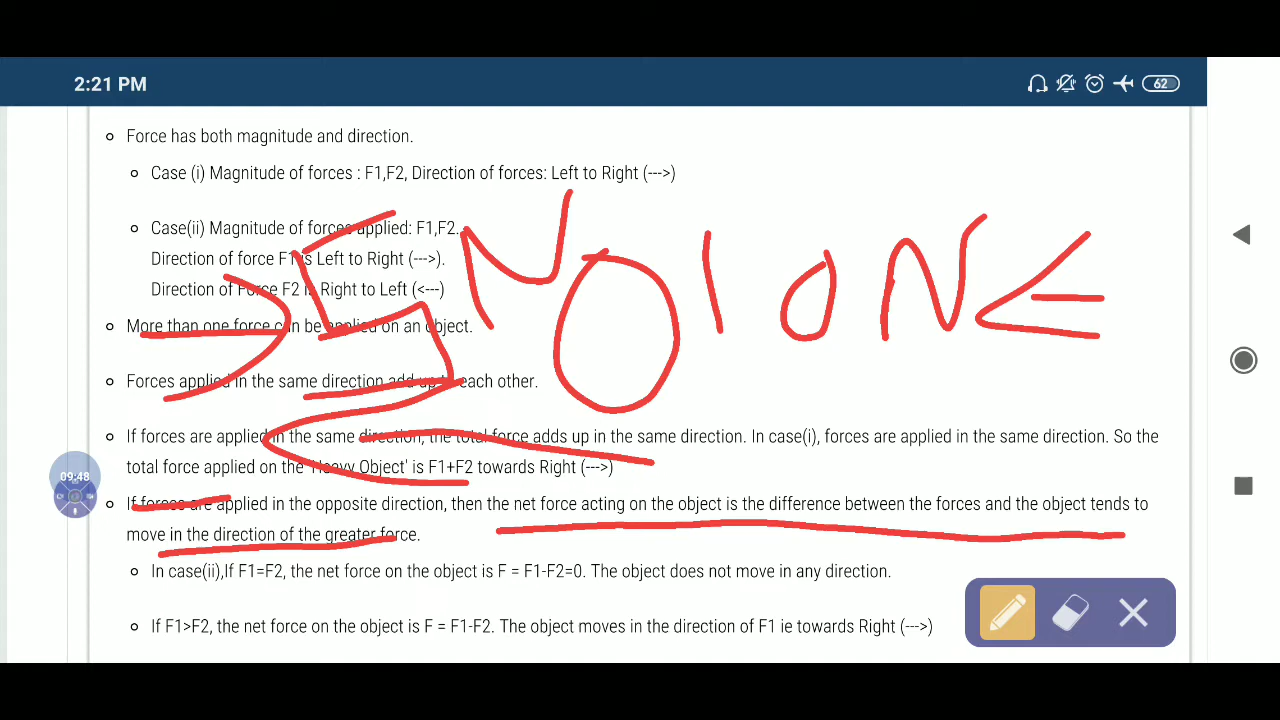 2:21 PM
62
Force has both magnitude and direction.
Case (i) Magnitude of forces : F1,F2, Direction of forces: Left to Right (--->)
Case(ii) Magnitude of forces applied: F1,F2.
Direction of force F1 is Left to Right (--->).
Direction of Force F2 is Right to Left (<---)
More than one force can be applied on an object.
Forces applied in the same direction add up to each other.
If forces are applied in the same direction, the total force adds up in the same direction. In case(i), forces are applied in the same direction. So the
total force applied on the 'Heavy Object' is F1+F2 towards Right (--->)
09:48
If forces are applied in the opposite direction, then the net force acting on the object is the difference between the forces and the object tends to
move in the direction of the greater force.
In case(ii),If F1=F2, the net force on the object is F = F1-F2=0. The object does not move in any direction.
If F1>F2, the net force on the object is F = F1-F2. The object moves in the direction of F1 ie towards Right (--->)